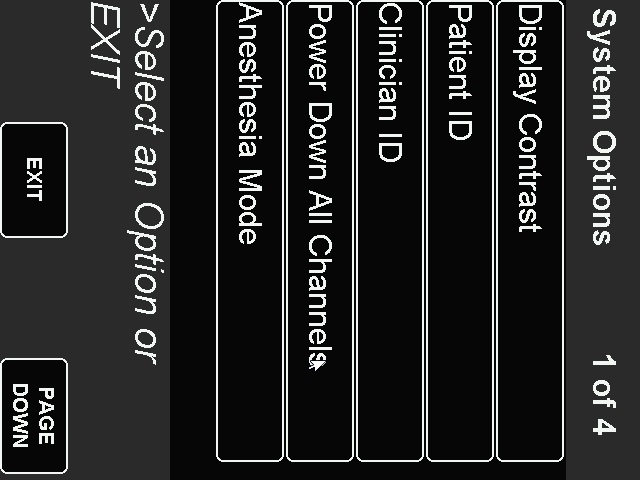 System Options 1 of 4
Display Contrast
Patient ID
Clinician ID
Power Down All Channels
Anesthesia Mode
>Select an Option or
EXIT
EXIT
PAGE
DOWN